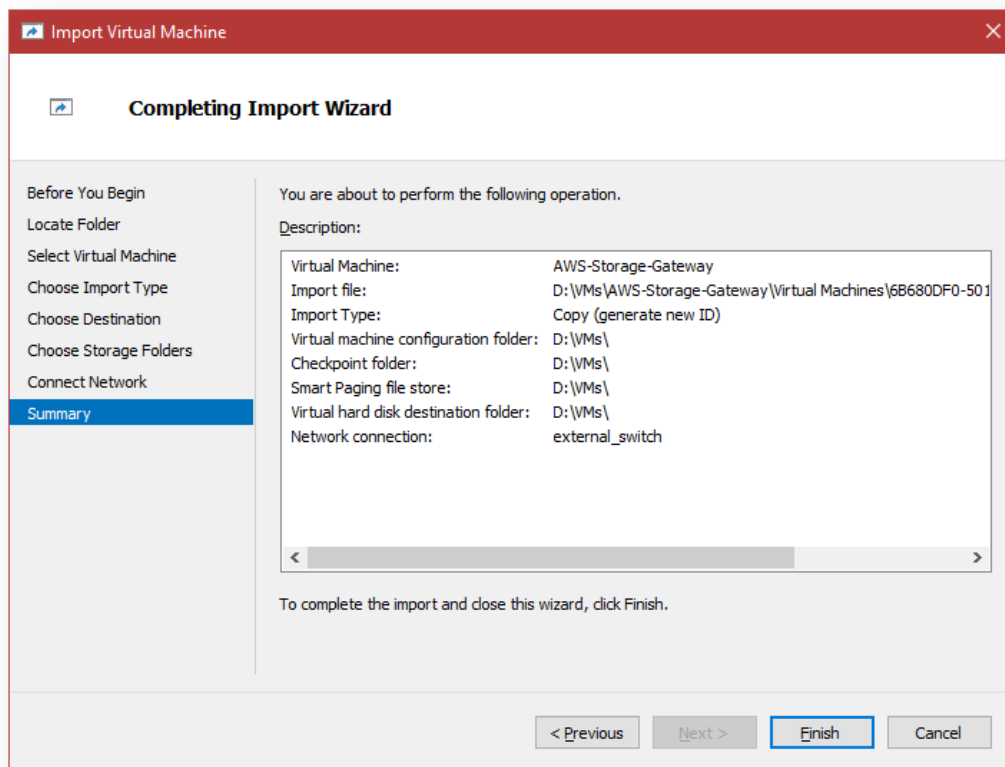 Import Virtual Machine
Completing Import Wizard
Before You Begin
Locate Folder
Select Virtual Machine
Choose Import Type
Choose Destination
Choose Storage Folders
Connect Network
Summary
You are about to perform the following operation.
Description:
Virtual Machine: AWS-Storage-Gateway
Import file: D:\VMs\AWS-Storage-Gateway\Virtual Machines\6B680DF0-501
Import Type: Copy (generate new ID)
Virtual machine configuration folder: D:\VMs\
Checkpoint folder: D:\VMs\
Smart Paging file store: D:\VMs\
Virtual hard disk destination folder: D:\VMs\
Network connection: external_switch
To complete the import and close this wizard, click Finish.
< Previous Next > Finish Cancel